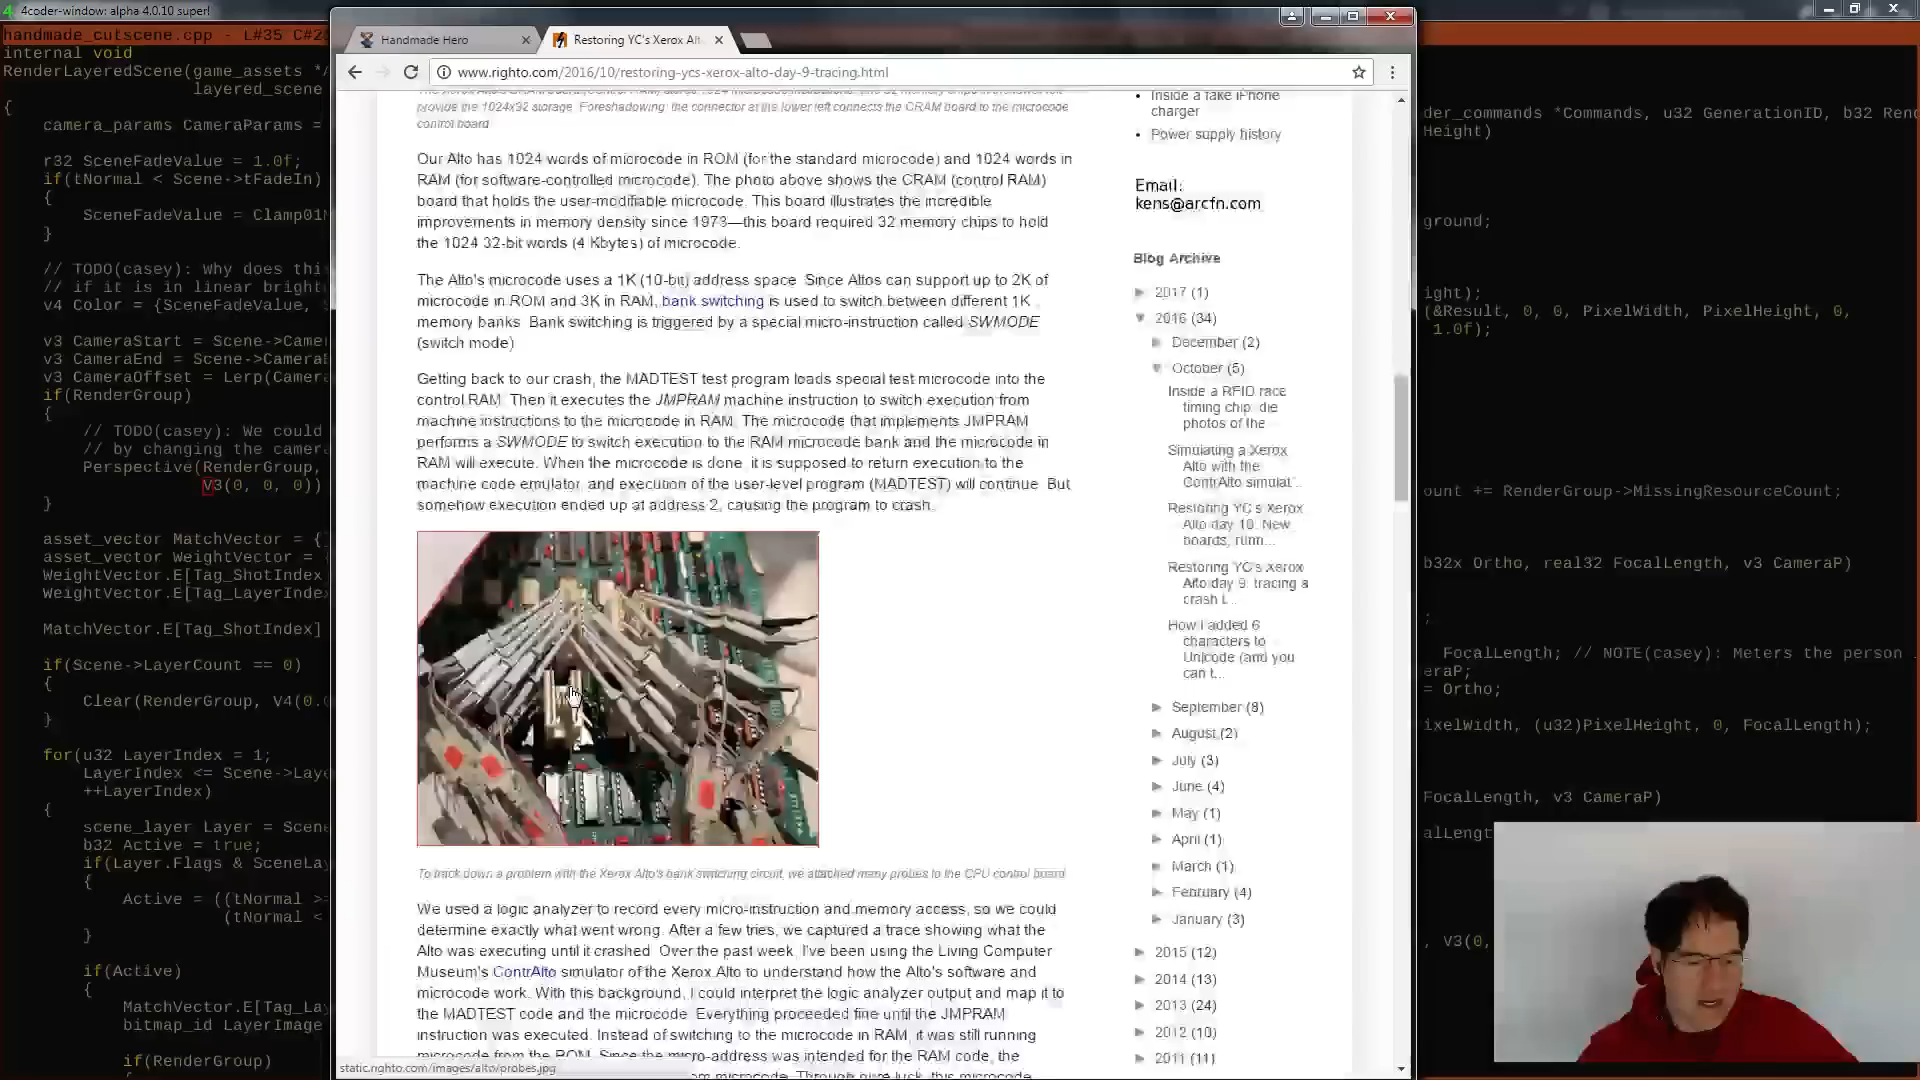 4coder-window: alpha 4.0.10 super!
handmade_cutscene.cpp - L#35 C#2
internal void
RenderLayeredScene(game_assets *
layered_scene
{
camera_params CameraParams =
r32 SceneFadeValue = 1.0f;
if(tNormal < Scene->tFadeIn)
{
SceneFadeValue = Clamp01M
}
// TODO(casey): Why does thi
// if it is in linear bright
v4 Color = {SceneFadeValue,
v3 CameraStart = Scene->Came
v3 CameraEnd = Scene->CameraE
v3 CameraOffset = Lerp(Camera
if(RenderGroup)
{
// TODO(casey): We could
// by changing the camera
Perspective(RenderGroup,
V3(0, 0, 0))
}
asset_vector MatchVector = {
asset_vector WeightVector = {
WeightVector.E[Tag_ShotIndex
WeightVector.E[Tag_LayerInde
MatchVector.E[Tag_ShotIndex]
if(Scene->LayerCount == 0)
{
Clear(RenderGroup, V4(0.
}
for(u32 LayerIndex = 1;
LayerIndex <= Scene->Lay
++LayerIndex)
{
scene_layer Layer = Scene
b32 Active = true;
if(Layer.Flags & SceneLa
{
Active = ((tNormal >
(tNormal <
}
if(Active)
{
MatchVector.E[Tag_La
bitmap_id LayerImage
if(RenderGroup)
Handmade Hero
Restoring YC's Xerox Alt
www.righto.com/2016/10/restoring-ycs-xerox-alto-day-9-tracing.html
provide the 1024x32 storage. Foreshadowing: the connector at the lower left connects the CRAM board to the microcode
control board
Our Alto has 1024 words of microcode in ROM (for the standard microcode) and 1024 words in
RAM (for software-controlled microcode). The photo above shows the CRAM (control RAM)
board that holds the user-modifiable microcode. This board illustrates the incredible
improvements in memory density since 1973—this board required 32 memory chips to hold
the 1024 32-bit words (4 Kbytes) of microcode.
The Alto's microcode uses a 1K (10-bit) address space. Since Altos can support up to 2K of
microcode in ROM and 3K in RAM, bank switching is used to switch between different 1K
memory banks. Bank switching is triggered by a special micro-instruction called SWMODE
(switch mode)
Getting back to our crash, the MADTEST test program loads special test microcode into the
control RAM. Then it executes the JMPRAM machine instruction to switch execution from
machine instructions to the microcode in RAM. The microcode that implements JMPRAM
performs a SWMODE to switch execution to the RAM microcode bank and the microcode in
RAM will execute. When the microcode is done, it is supposed to return execution to the
machine code emulator, and execution of the user-level program (MADTEST) will continue. But
somehow execution ended up at address 2, causing the program to crash.
To track down a problem with the Xerox Alto's bank switching circuit, we attached many probes to the CPU control board
We used a logic analyzer to record every micro-instruction and memory access, so we could
determine exactly what went wrong. After a few tries, we captured a trace showing what the
Alto was executing until it crashed. Over the past week, I've been using the Living Computer
Museum's ContrAlto simulator of the Xerox Alto to understand how the Alto's software and
microcode work. With this background, I could interpret the logic analyzer output and map it to
the MADTEST code and the microcode. Everything proceeded fine until the JMPRAM
instruction was executed. Instead of switching to the microcode in RAM, it was still running
microcode from the ROM. Since the micro-address was intended for the RAM code, the
static.righto.com/images/alto/probes.jpg
Inside a fake iPhone
charger
Power supply history
Email:
kens@arcfn.com
Blog Archive
► 2017 (1)
▼ 2016 (34)
► December (2)
▼ October (5)
Inside a RFID race
timing chip: die
photos of the
Simulating a Xerox
Alto with the
ContrAlto simulat...
Restoring YC's Xerox
Alto day 10: New
boards, runn...
Restoring YC's Xerox
Alto day 9: tracing a
crash t...
How I added 6
characters to
Unicode (and you
can t...
► September (8)
► August (2)
► July (3)
► June (4)
► May (1)
► April (1)
► March (1)
► February (4)
► January (3)
► 2015 (12)
► 2014 (13)
► 2013 (24)
► 2012 (10)
► 2011 (11)
der_commands *Commands, u32 GenerationID, b32 Rend
Height)
ground;
ight);
(&Result, 0, 0, PixelWidth, PixelHeight, 0,
1.0f);
ount += RenderGroup->MissingResourceCount;
b32x Ortho, real32 FocalLength, v3 CameraP)
;
FocalLength; // NOTE(casey): Meters the person
eraP;
= Ortho;
ixelWidth, (u32)PixelHeight, 0, FocalLength);
FocalLength, v3 CameraP)
alLengt
, V3(0,